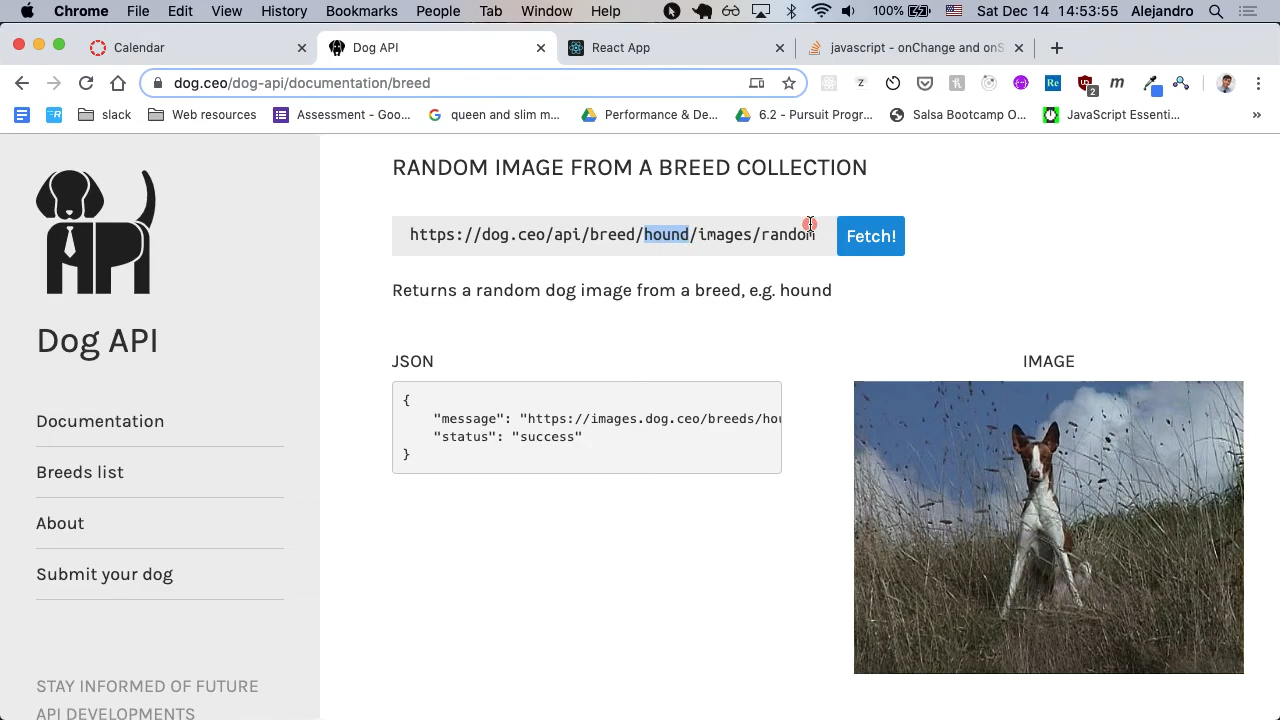 Chrome File Edit View History Bookmarks People Tab Window Help 100% Sat Dec 14 14:53:55 Alejandro
Calendar Dog API React App javascript - onChange and onS
dog.ceo/dog-api/documentation/breed Z Re 2 m
slack Web resources Assessment - Goo... queen and slim m... Performance & De... 6.2 - Pursuit Progr... Salsa Bootcamp O... JavaScript Essenti... »
RANDOM IMAGE FROM A BREED COLLECTION
https://dog.ceo/api/breed/hound/images/random Fetch!
Returns a random dog image from a breed, e.g. hound
Dog API
JSON IMAGE
{
"message": "https://images.dog.ceo/breeds/hou
"status": "success"
}
Documentation
Breeds list
About
Submit your dog
STAY INFORMED OF FUTURE
API DEVELOPMENTS